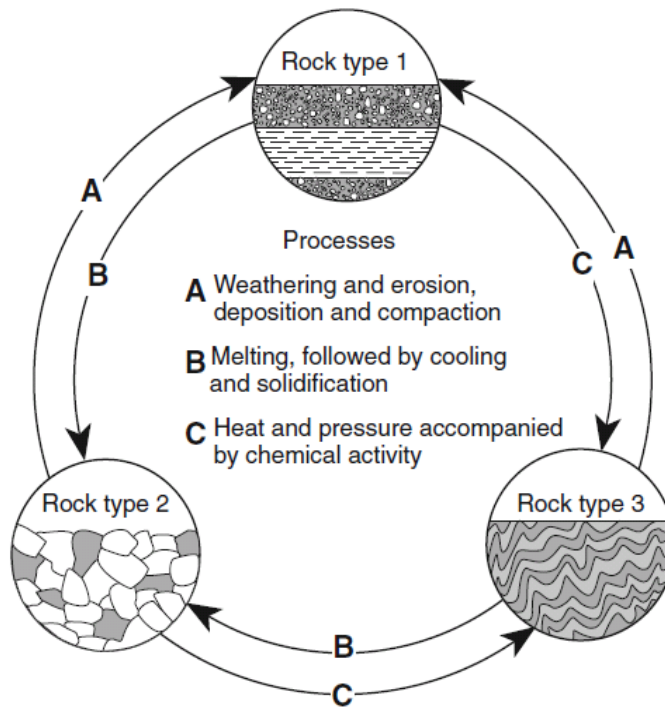 Rock type 1
A
B
C
A
Processes
A Weathering and erosion,
deposition and compaction
B Melting, followed by cooling
and solidification
C Heat and pressure accompanied
by chemical activity
Rock type 2
Rock type 3
B
C